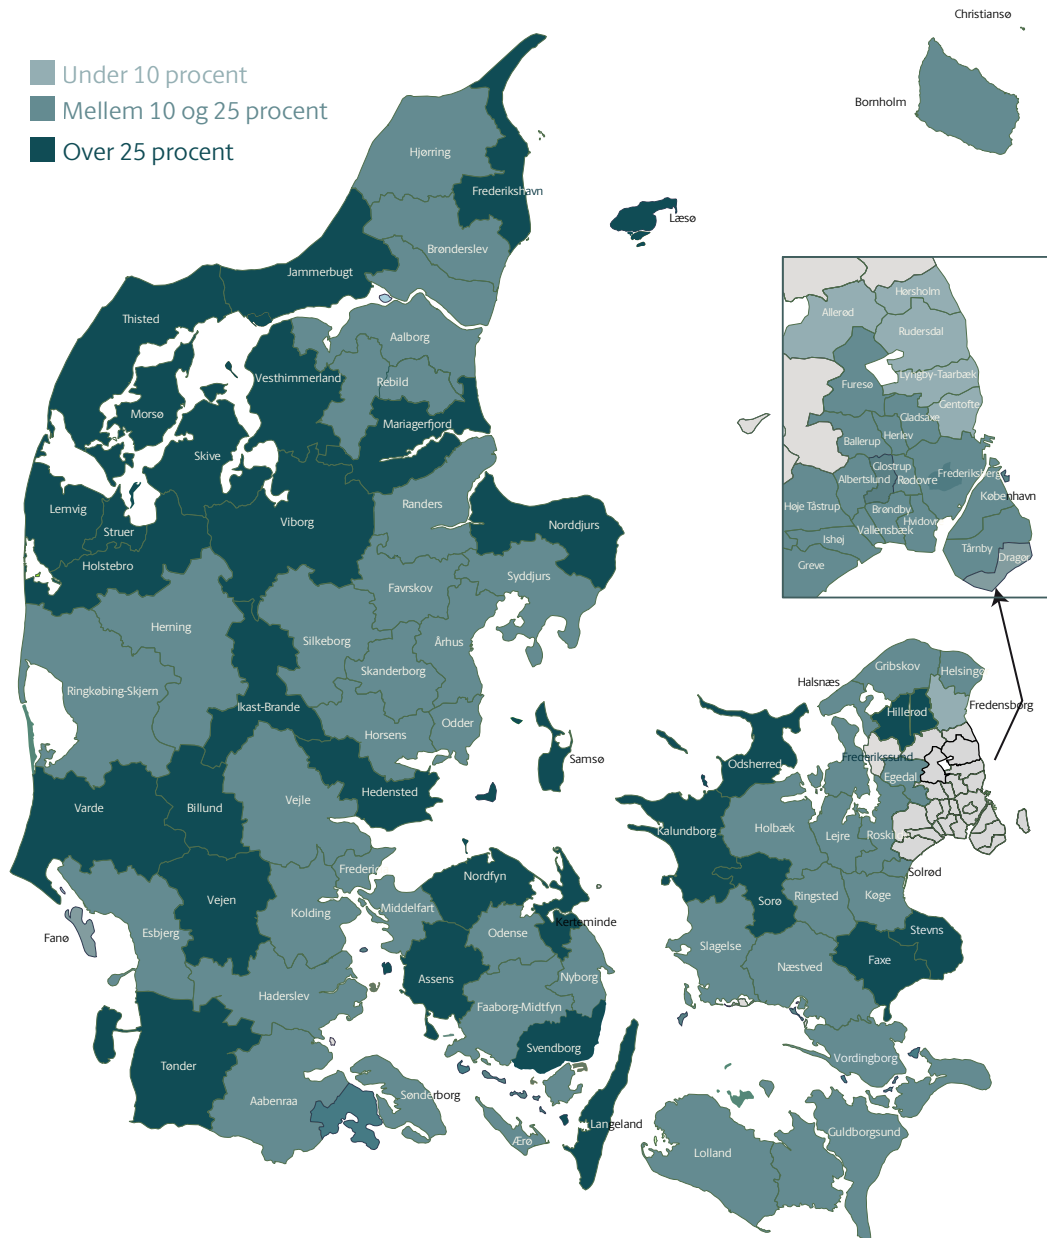 Christiansø
Under 10 procent
Mellem 10 og 25 procent
Over 25 procent
Bornholm
Hjørring
Frederikshavn
Læsø
Brønderslev
Jammerbugt
Thisted
Aalborg
Vesthimmerland
Rebild
Morsø
Mariagerfjord
Skive
Lemvig
Struer
Viborg
Randers
Norddjurs
Holstebro
Favrskov
Syddjurs
Herning
Silkeborg
Århus
Skanderborg
Ringkøbing-Skjern
Ikast-Brande
Odder
Horsens
Samsø
Hedensted
Varde
Billund
Vejle
Frederic
Vejen
Kolding
Middelfart
Nordfyn
Kerteminde
Fanø
Esbjerg
Odense
Assens
Nyborg
Haderslev
Faaborg-Midtfyn
Svendborg
Tønder
Aabenraa
Sønderborg
Ærø
Langeland
Hørsholm
Allerød
Rudersdal
Lyngby-Taarbæk
Furesø
Gentofte
Gladsaxe
Ballerup
Herlev
Glostrup
Albertslund
Rødovre
Frederiksberg
København
Høje Tåstrup
Brøndby
Hvidovr
Vallensbæk
Ishøj
Tårnby
Dragør
Greve
Gribskov
Helsingø
Halsnæs
Hillerød
Fredensborg
Frederikssund
Odsherred
Egedal
Kalundborg
Holbæk
Lejre
Roskil
Solrød
Sorø
Ringsted
Køge
Stevns
Slagelse
Næstved
Faxe
Vordingborg
Guldborgsund
Lolland